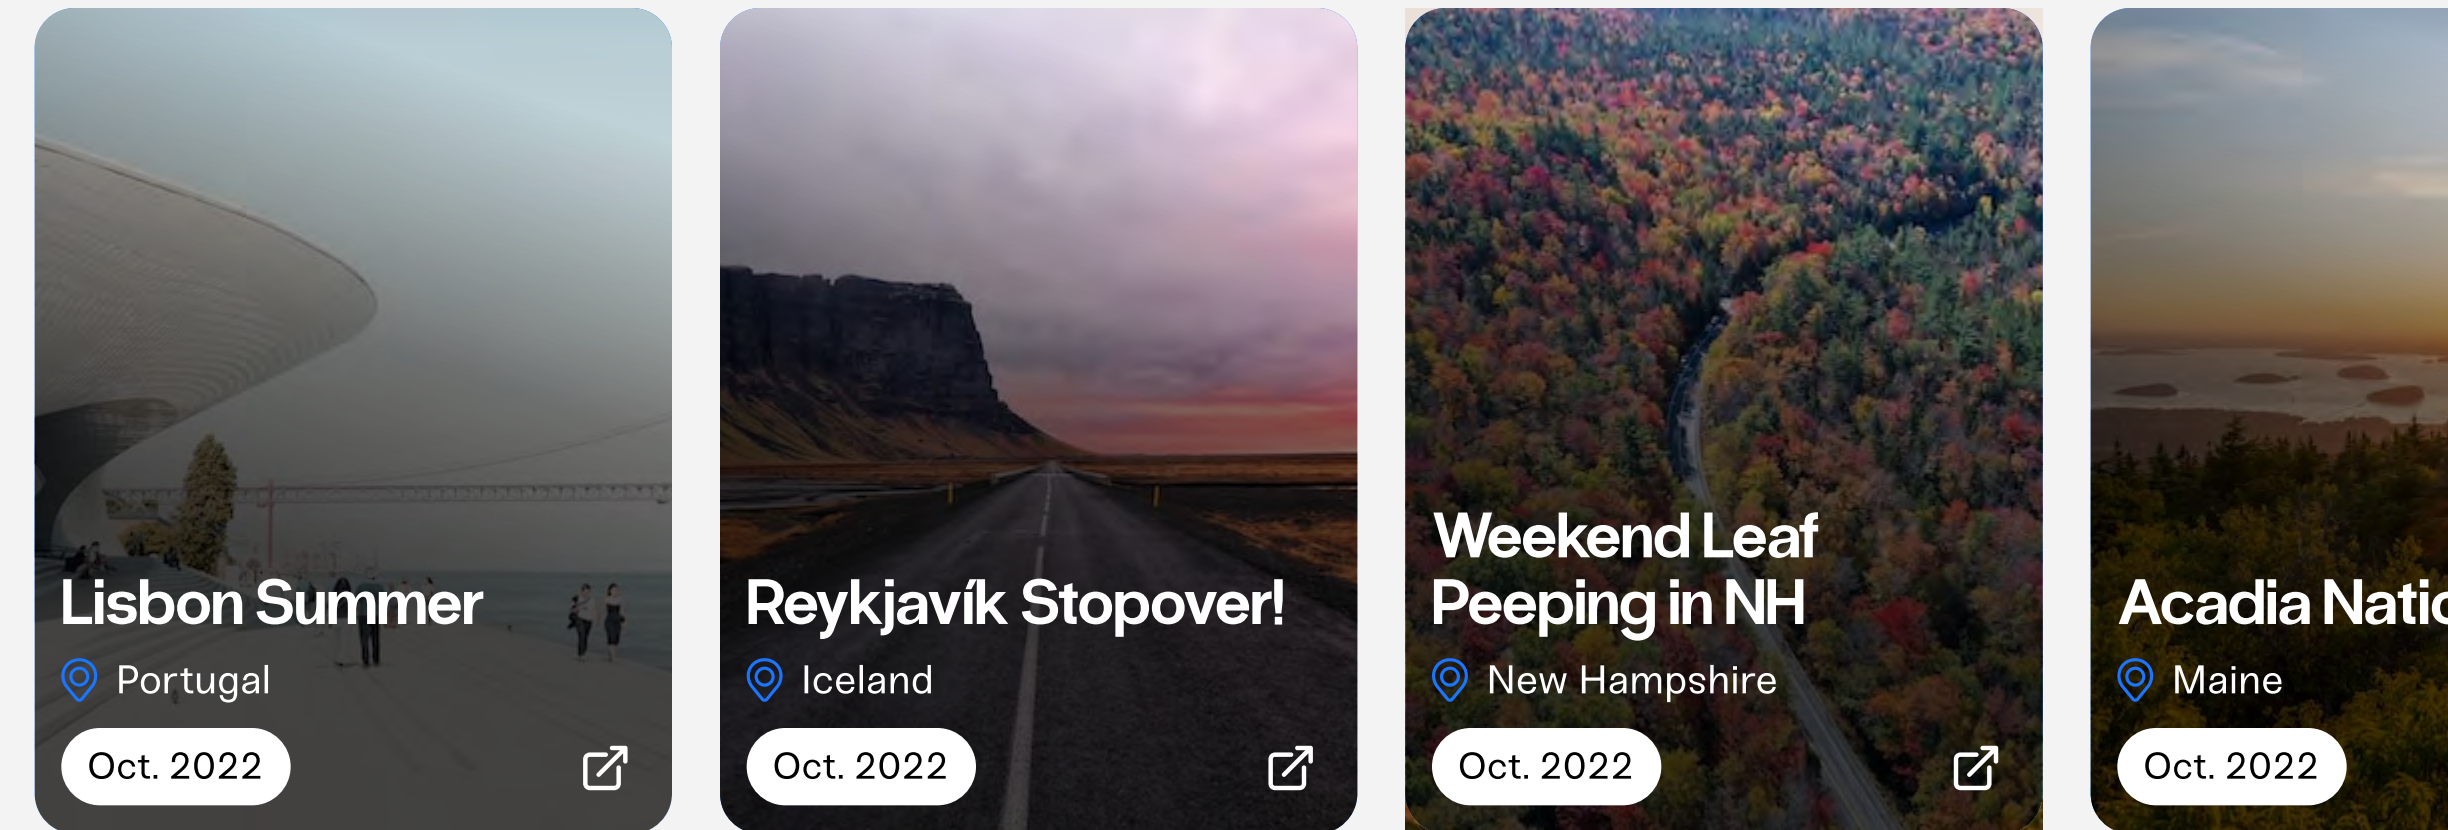 Lisbon Summer
Portugal
Oct. 2022
Reykjavík Stopover!
Iceland
Oct. 2022
Weekend Leaf
Peeping in NH
New Hampshire
Oct. 2022
Acadia
Maine
Oct. 2022